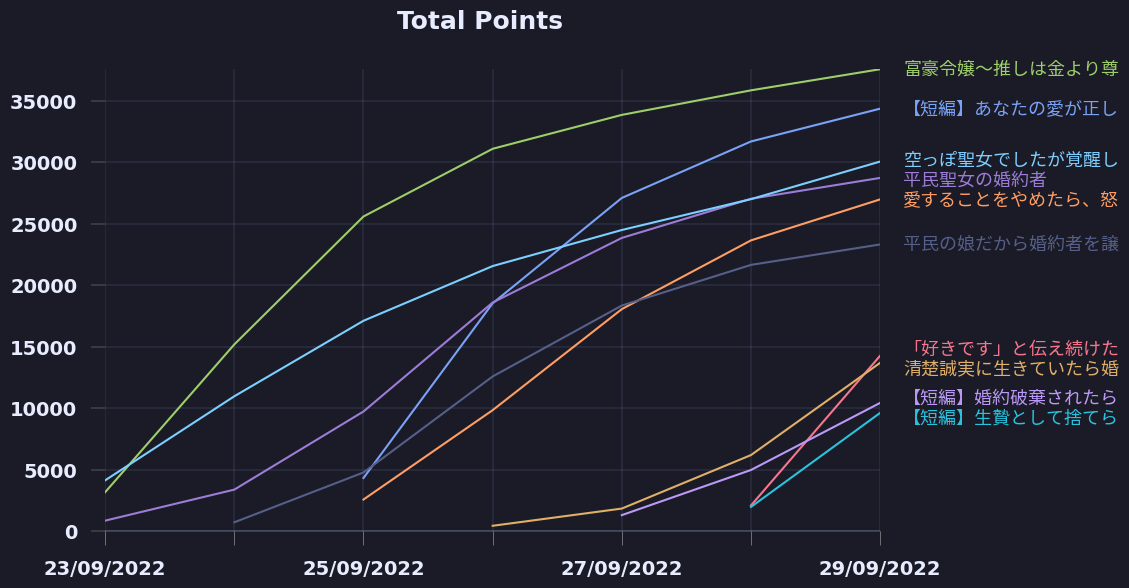 Total Points
35000
30000
25000
20000
15000
10000
5000
0
23/09/2022
25/09/2022
27/09/2022
29/09/2022
富豪令嬢～推しは金より尊
【短編】あなたの愛が正し
空っぽ聖女でしたが覚醒し
平民聖女の婚約者
愛することをやめたら、怒
平民の娘だから婚約者を譲
「好きです」と伝え続けた
清楚誠実に生きていたら婚
【短編】婚約破棄されたら
【短編】生贄として捨てら